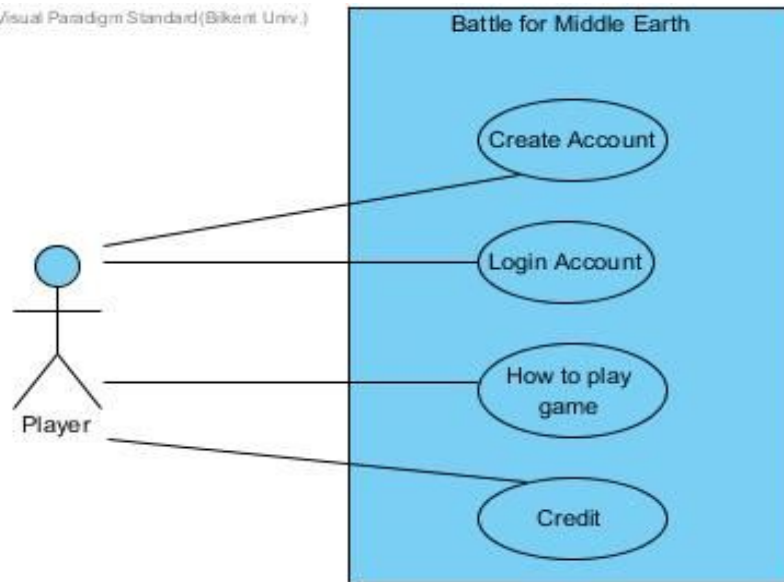 Visual Paradigm Standard(Bilkent Univ.)
Battle for Middle Earth
Create Account
Login Account
How to play
game
Player
Credit